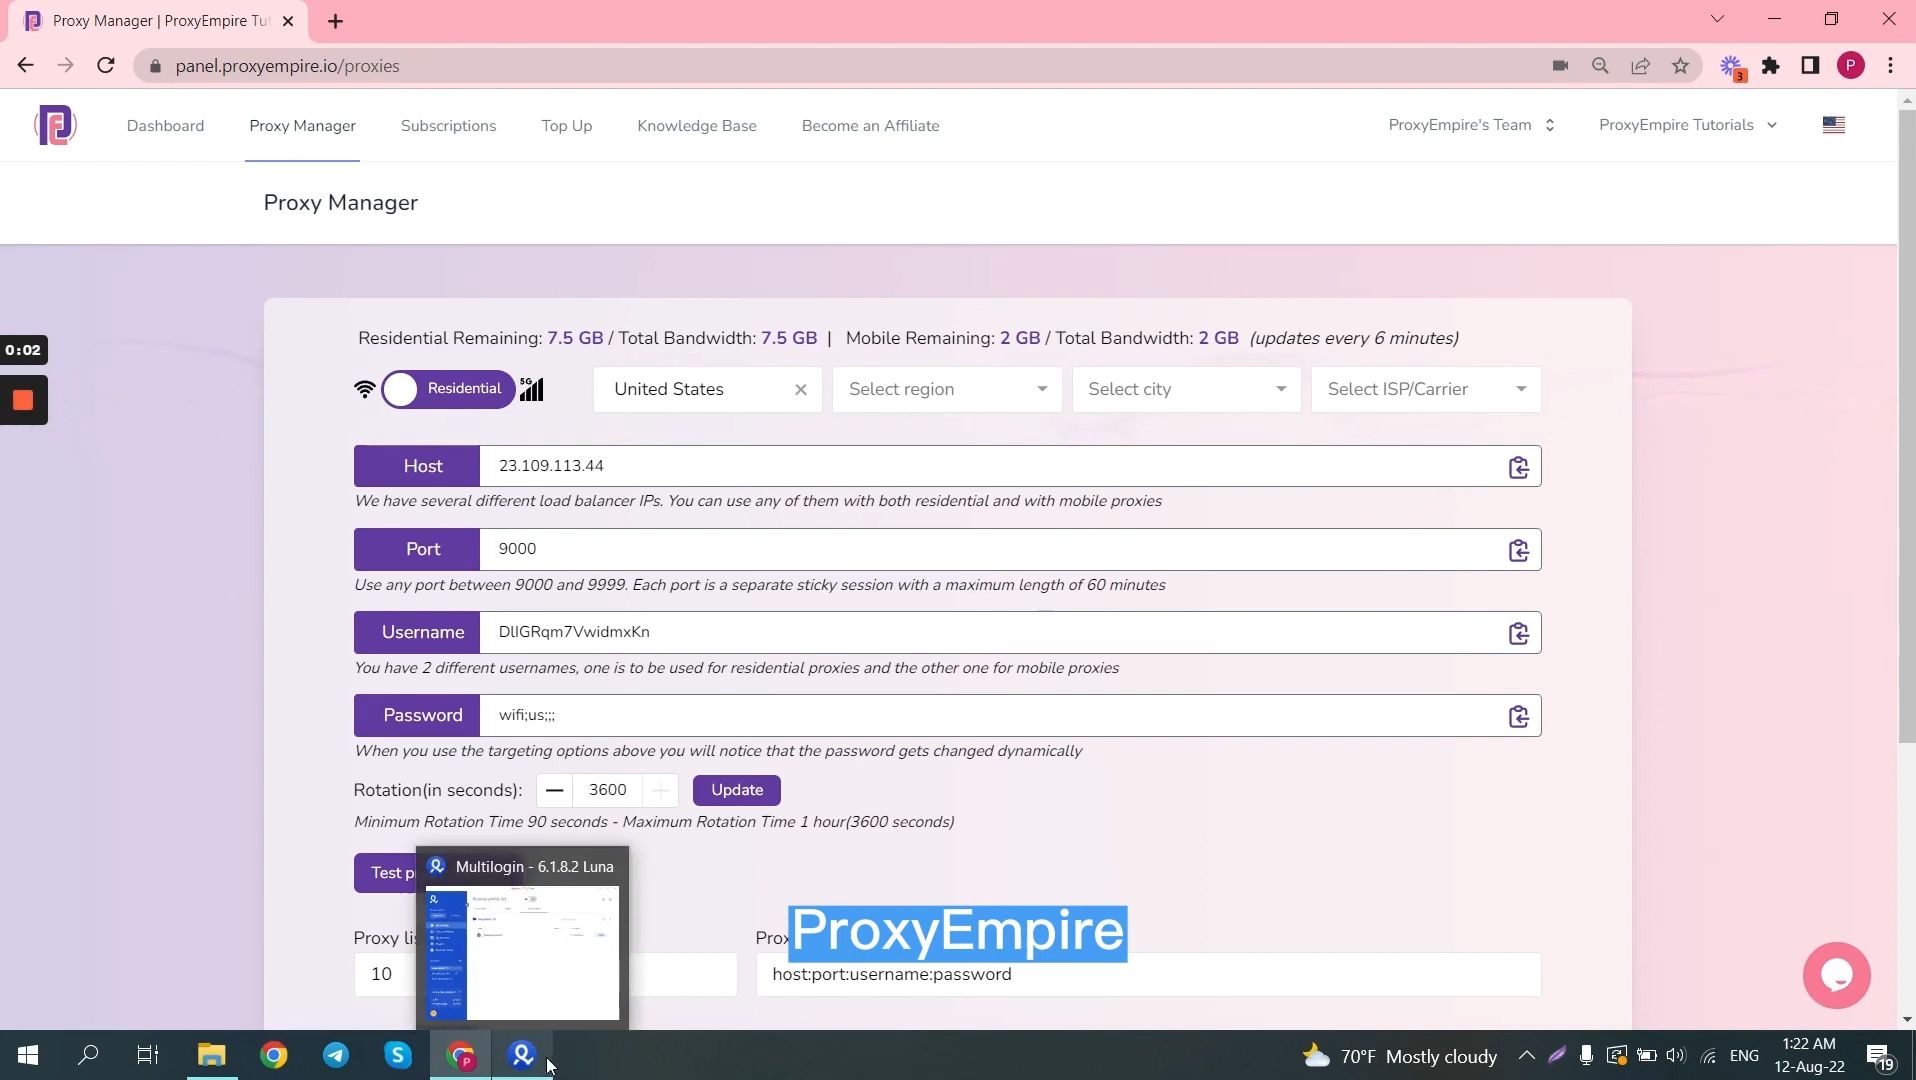 Proxy Manager | ProxyEmpire Tut
panel.proxyempire.io/proxies
3
P
Dashboard
Proxy Manager
Subscriptions
Top Up
Knowledge Base
Become an Affiliate
ProxyEmpire's Team
ProxyEmpire Tutorials
Proxy Manager
0:02
Residential Remaining: 7.5 GB / Total Bandwidth: 7.5 GB | Mobile Remaining: 2 GB / Total Bandwidth: 2 GB (updates every 6 minutes)
Residential
5G
United States
Select region
Select city
Select ISP/Carrier
Host
23.109.113.44
We have several different load balancer IPs. You can use any of them with both residential and with mobile proxies
Port
9000
Use any port between 9000 and 9999. Each port is a separate sticky session with a maximum length of 60 minutes
Username
DlIGRqm7VwidmxKn
You have 2 different usernames, one is to be used for residential proxies and the other one for mobile proxies
Password
wifi;us;;;
When you use the targeting options above you will notice that the password gets changed dynamically
Rotation(in seconds):
3600
Update
Minimum Rotation Time 90 seconds - Maximum Rotation Time 1 hour(3600 seconds)
Test p
Multilogin - 6.1.8.2 Luna
Proxy li
10
Prox
ProxyEmpire
host:port:username:password
70°F Mostly cloudy
ENG
1:22 AM
12-Aug-22
19